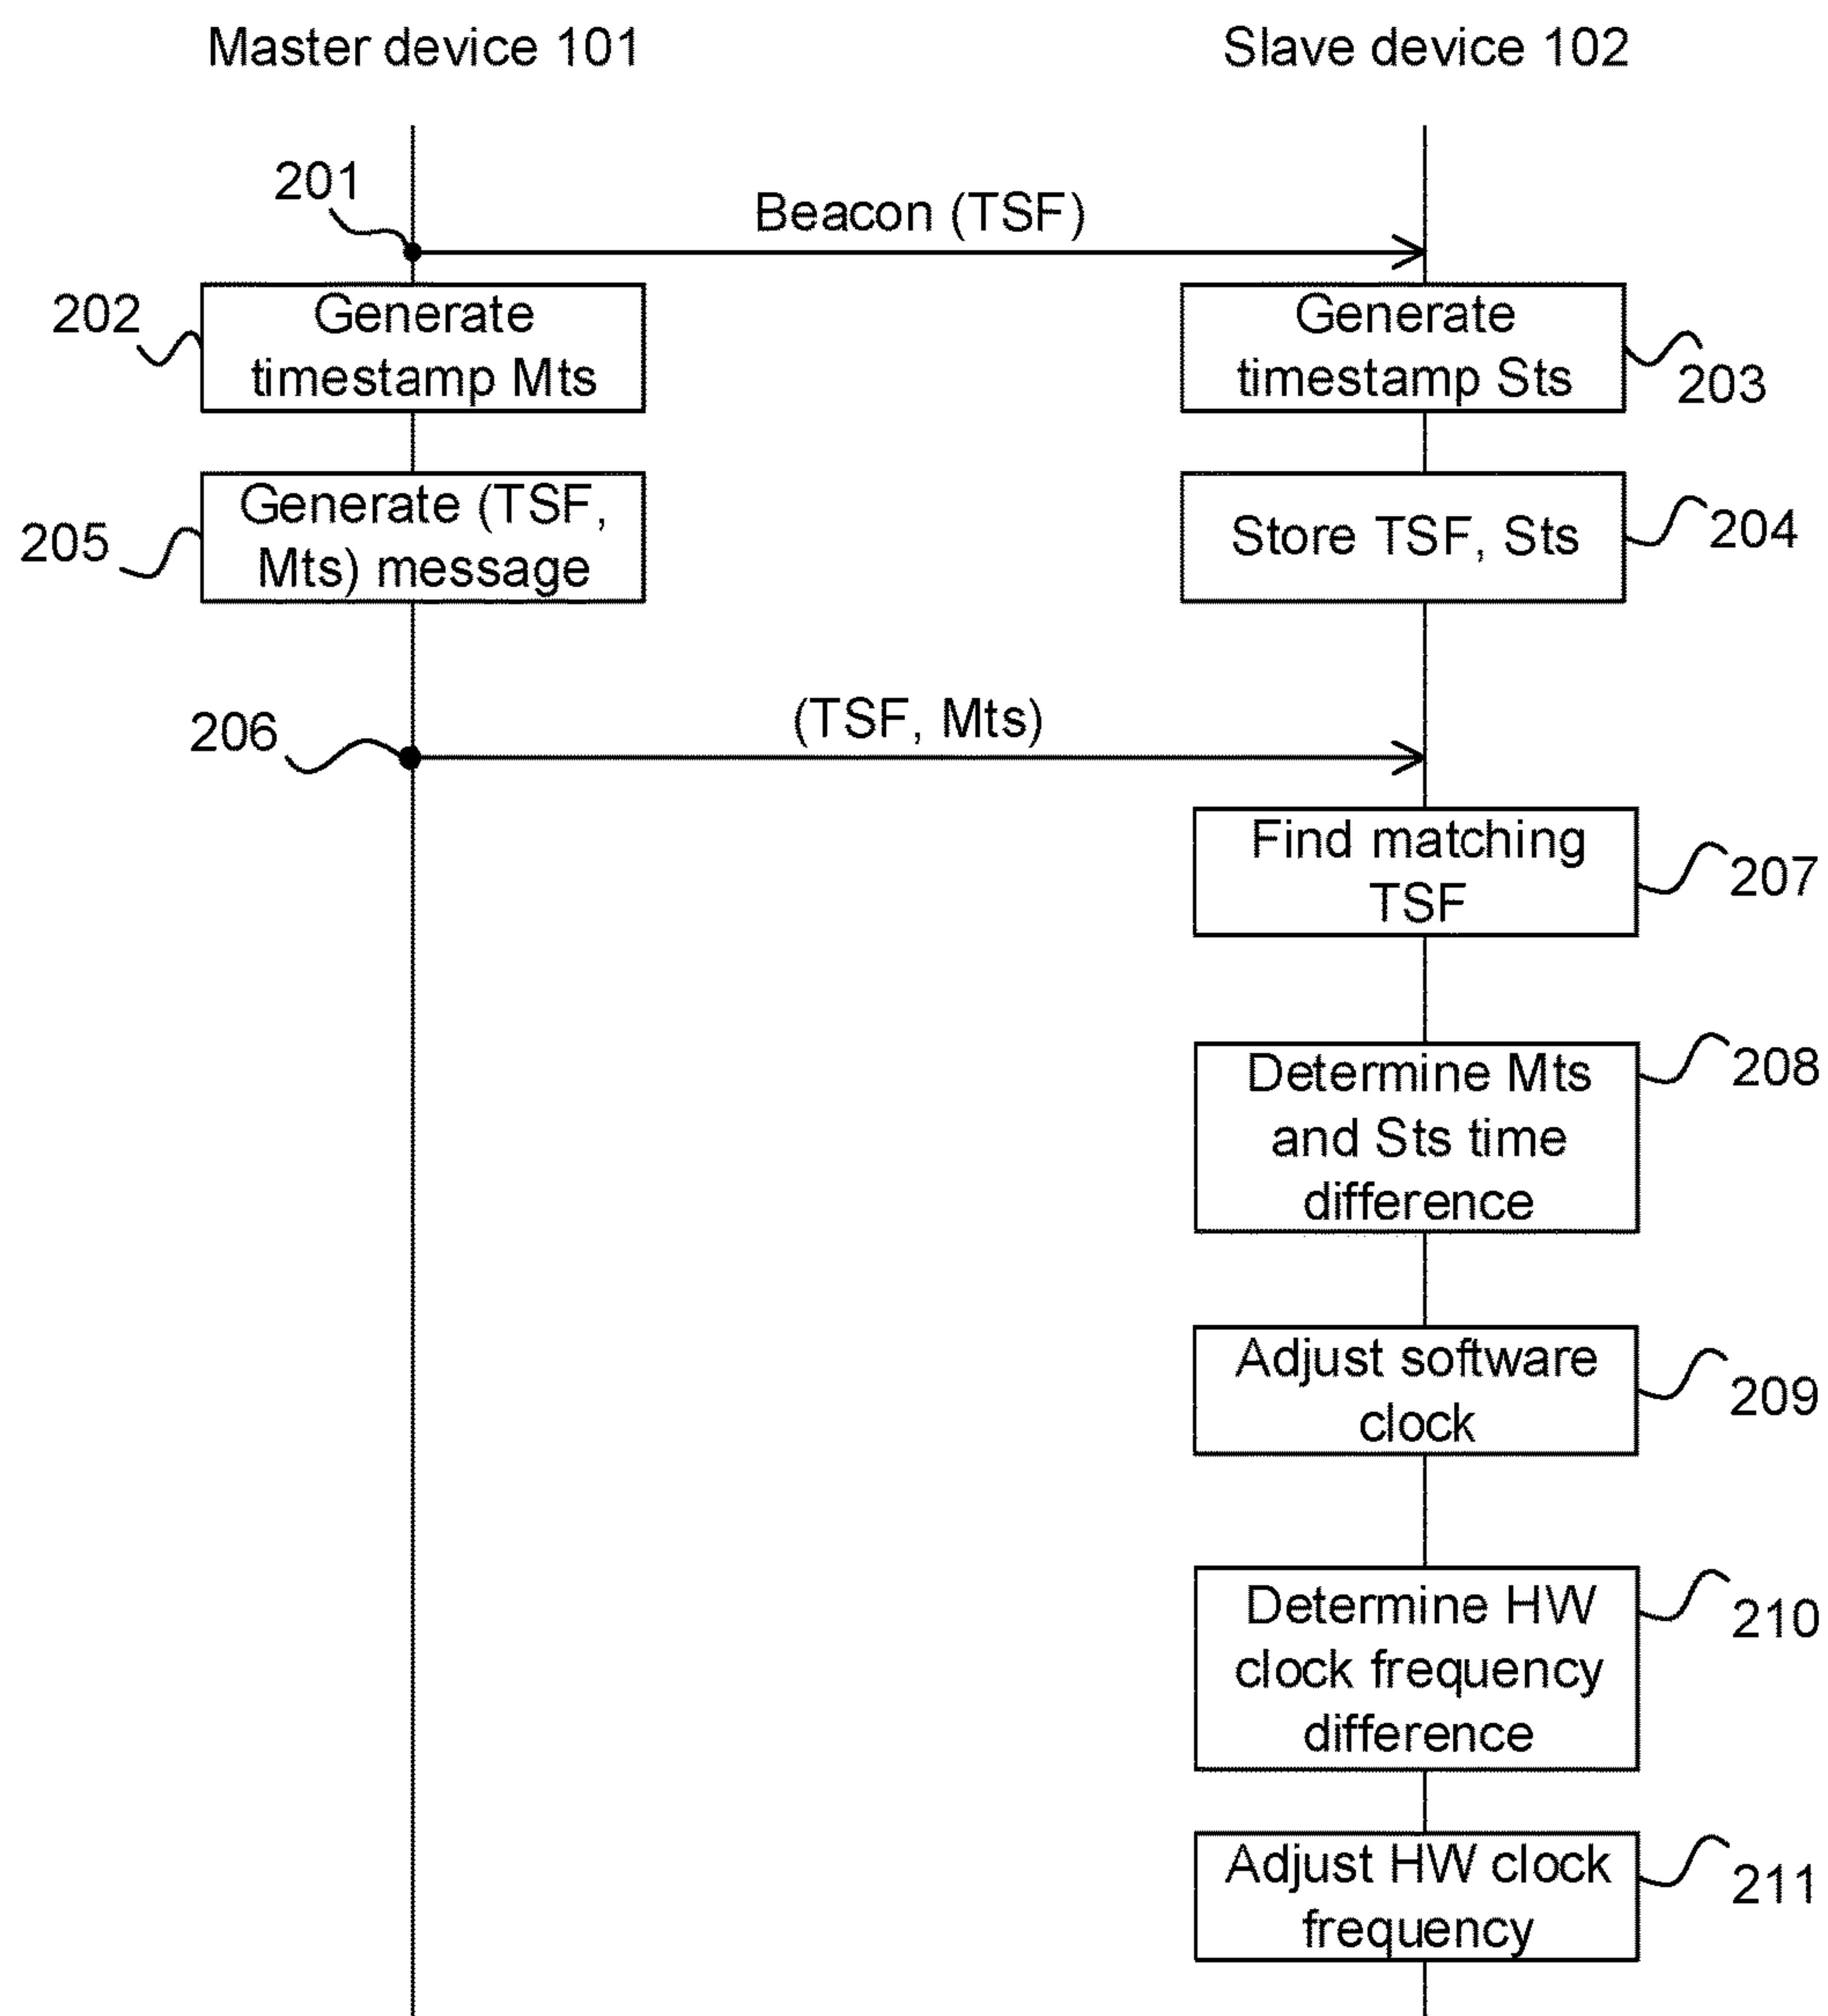 Master device 101
Slave device 102
201
Beacon (TSF)
202
Generate
timestamp Mts
Generate
timestamp Sts
203
205
Generate (TSF,
Mts) message
Store TSF, Sts
204
206
(TSF, Mts)
Find matching
TSF
207
Determine Mts
and Sts time
difference
208
Adjust software
clock
209
Determine HW
clock frequency
difference
210
Adjust HW clock
frequency
211